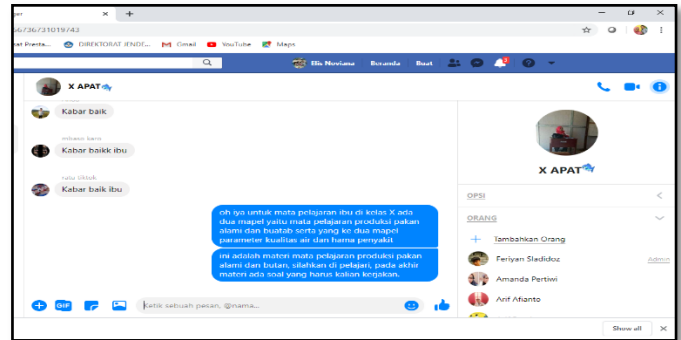 56736731019743
DIREKTORAT JENDE...
Gmail
YouTube
Maps
Elis Noviana
Beranda
Buat
X APAT
Kabar baik
Kabar baikk ibu
ratu tiktok
Kabar baik ibu
oh iya untuk mata pelajaran ibu di kelas X ada
dua mapel yaitu mata pelajaran produksi pakan
alami dan buatab serta yang ke dua mapel
parameter kualitas air dan hama penyakit
ini adalah materi mata pelajaran produksi pakan
alami dan butan, silahkan di pelajari, pada akhir
materi ada soal yang harus kalian kerjakan.
GIF
Ketik sebuah pesan, @nama...
X APAT
OPSI
ORANG
+ Tambahkan Orang
Feriyan Sladidoz
Admin
Amanda Pertiwi
Arif Afianto
Show all